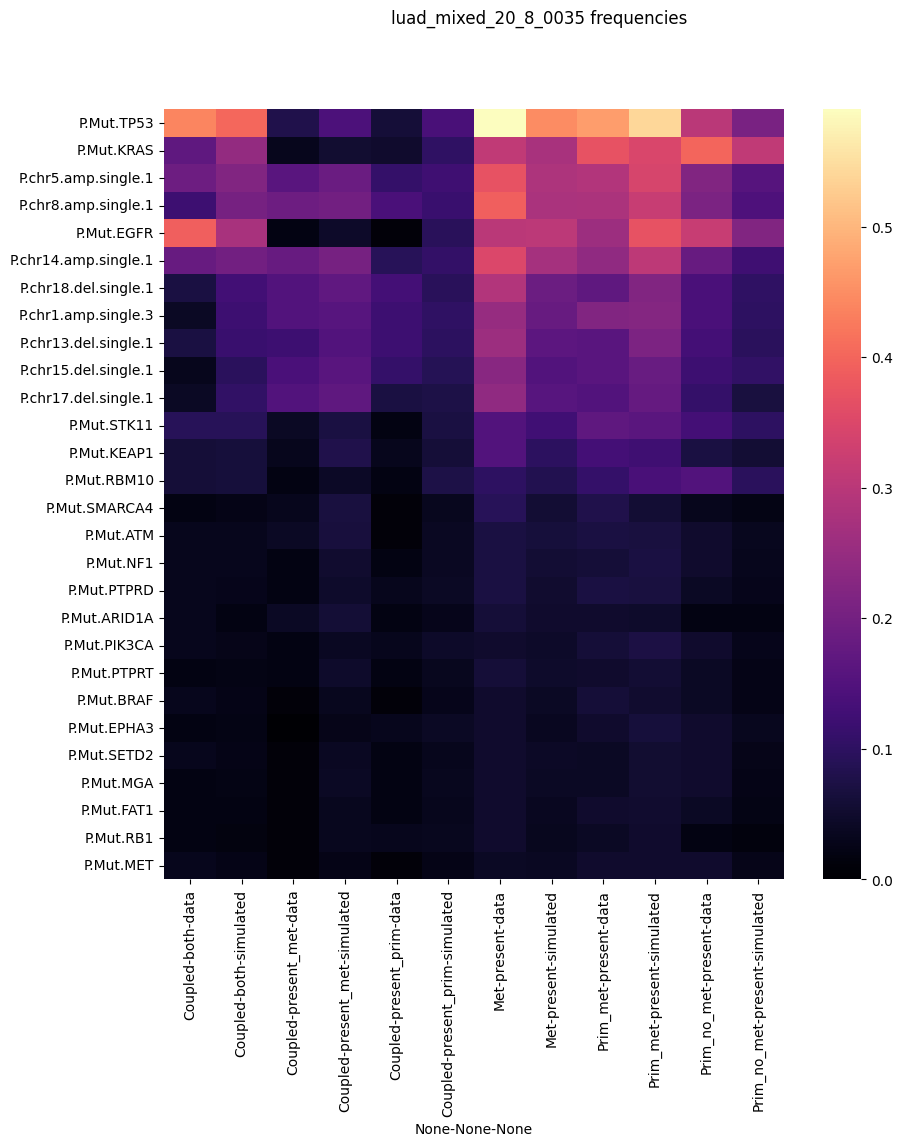 luad_mixed_20_8_0035 frequencies
P.Mut.TP53
P.Mut.KRAS
P.chr5.amp.single.1
P.chr8.amp.single.1
P.Mut.EGFR
P.chr14.amp.single.1
P.chr18.del.single.1
P.chr1.amp.single.3
P.chr13.del.single.1
P.chr15.del.single.1
P.chr17.del.single.1
P.Mut.STK11
P.Mut.KEAP1
P.Mut.RBM10
P.Mut.SMARCA4
P.Mut.ATM
P.Mut.NF1
P.Mut.PTPRD
P.Mut.ARID1A
P.Mut.PIK3CA
P.Mut.PTPRT
P.Mut.BRAF
P.Mut.EPHA3
P.Mut.SETD2
P.Mut.MGA
P.Mut.FAT1
P.Mut.RB1
P.Mut.MET
0.5
0.4
0.3
0.2
0.1
0.0
Coupled-both-data
Coupled-both-simulated
Coupled-present_met-data
Coupled-present_met-simulated
Coupled-present_prim-data
Coupled-present_prim-simulated
Met-present-data
Met-present-simulated
Prim_met-present-data
Prim_met-present-simulated
Prim_no_met-present-data
Prim_no_met-present-simulated
None-None-None